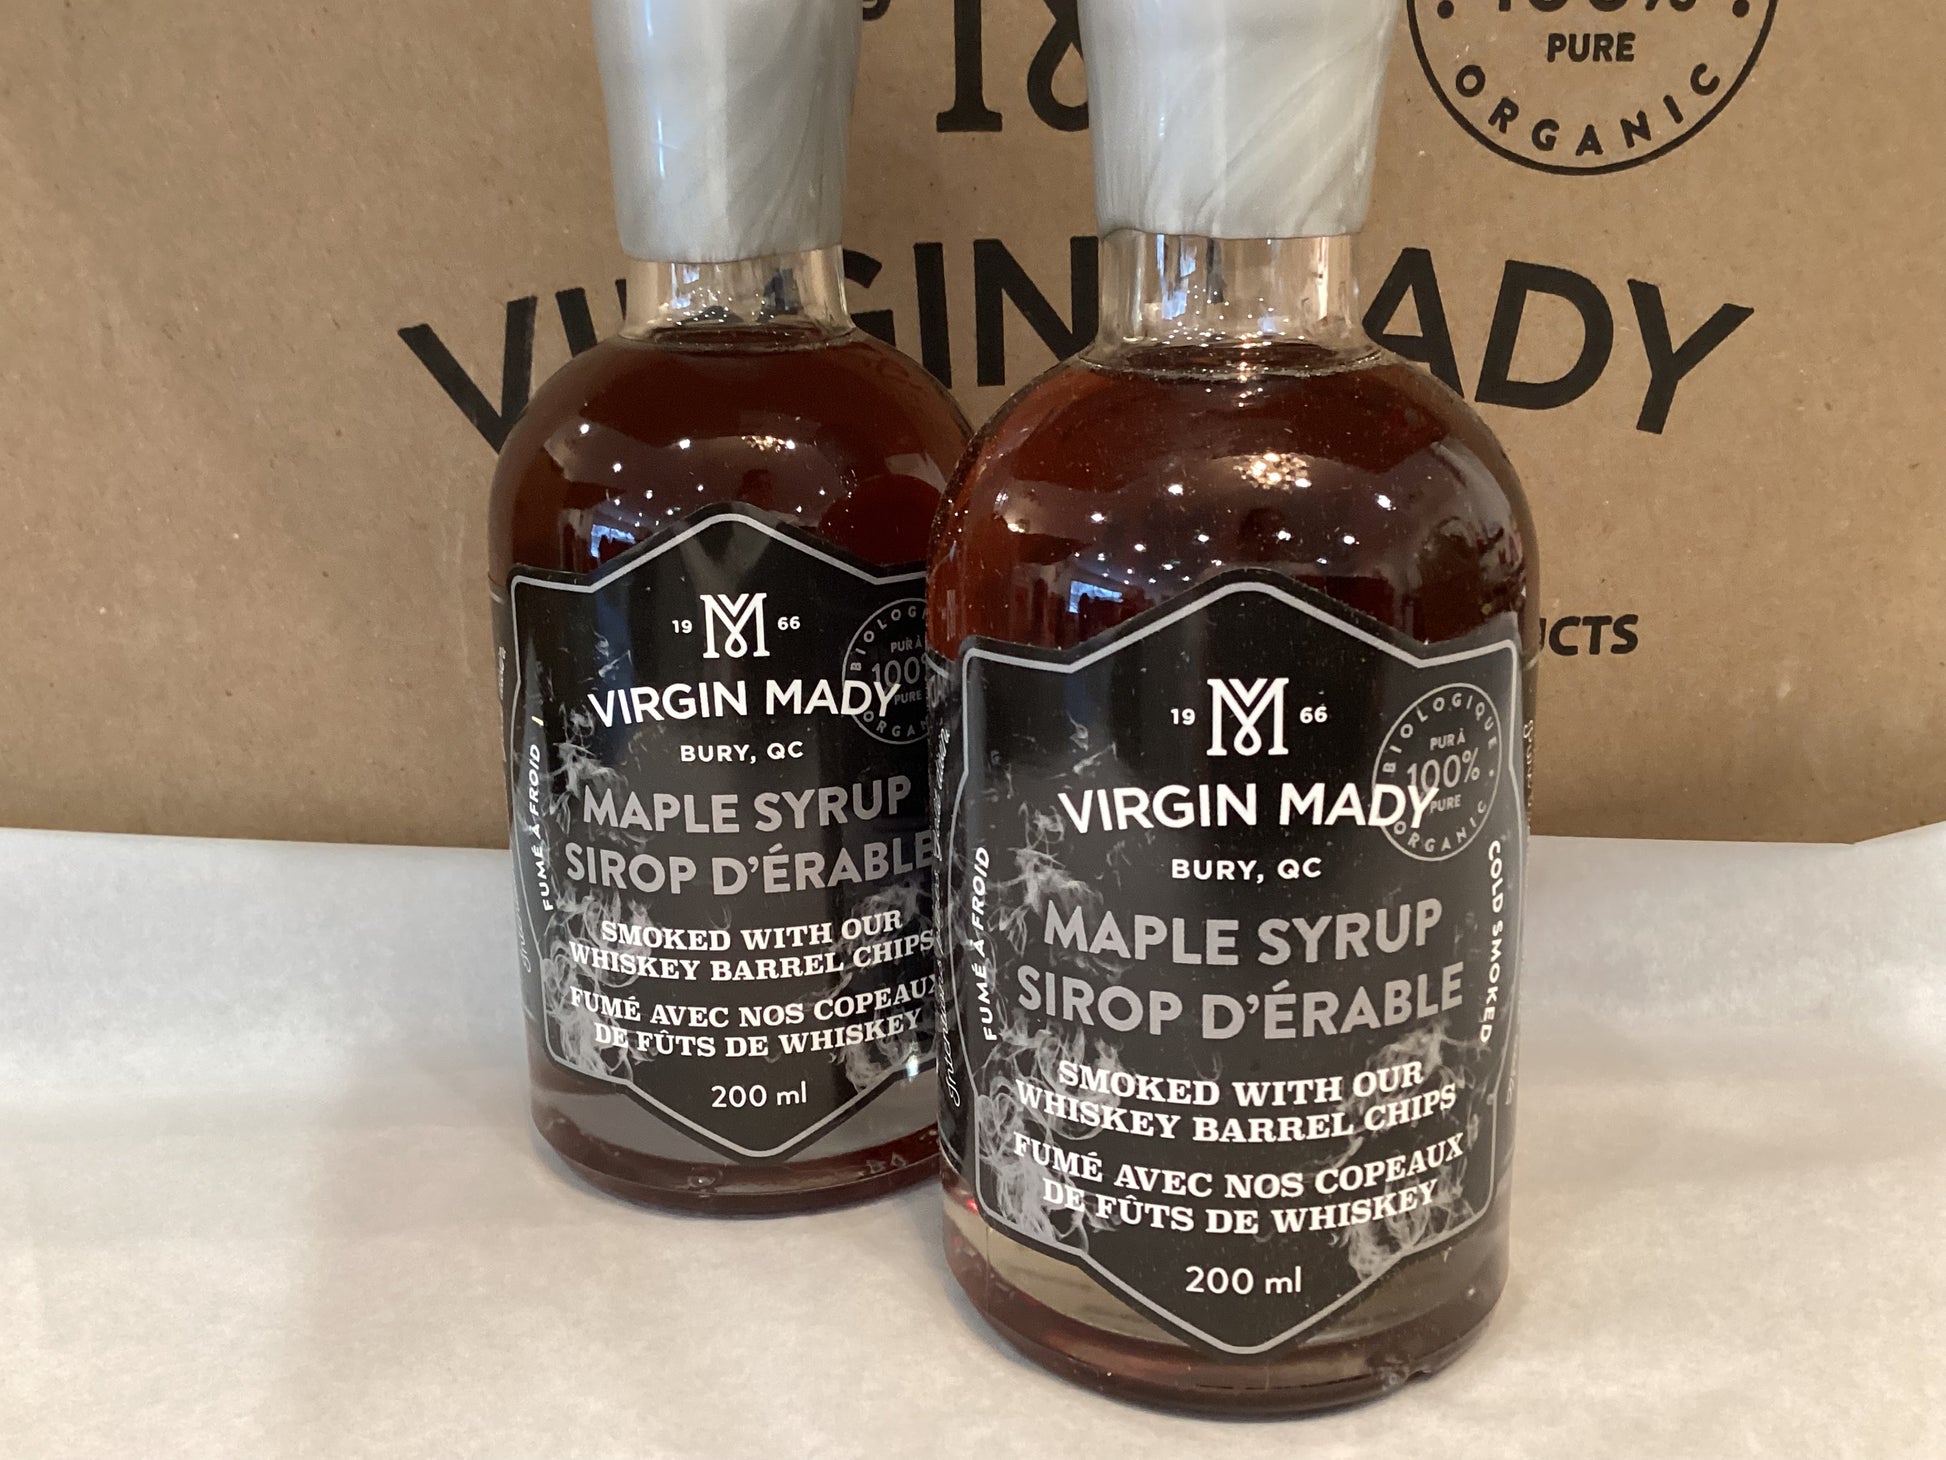 100%
PURE
ORGANIC
VIRGIN MADY
19 66
VIRGIN MADY
BURY, QC
MAPLE SYRUP
SIROP D'ÉRABLE
SMOKED WITH OUR
WHISKEY BARREL CHIPS
FUMÉ AVEC NOS COPEAUX
DE FÛTS DE WHISKEY
200 ml
FUMÉ À FROID
PUR À
100%
PURE
19 M 66
VIRGIN MADY
BURY, QC
MAPLE SYRUP
SIROP D'ÉRABLE
SMOKED WITH OUR
WHISKEY BARREL CHIPS
FUMÉ AVEC NOS COPEAUX
DE FÛTS DE WHISKEY
200 ml
FUMÉ À FROID
COLD SMOKED
BIOLOGIQUE
PUR À
100%
PURE
ORGANIC